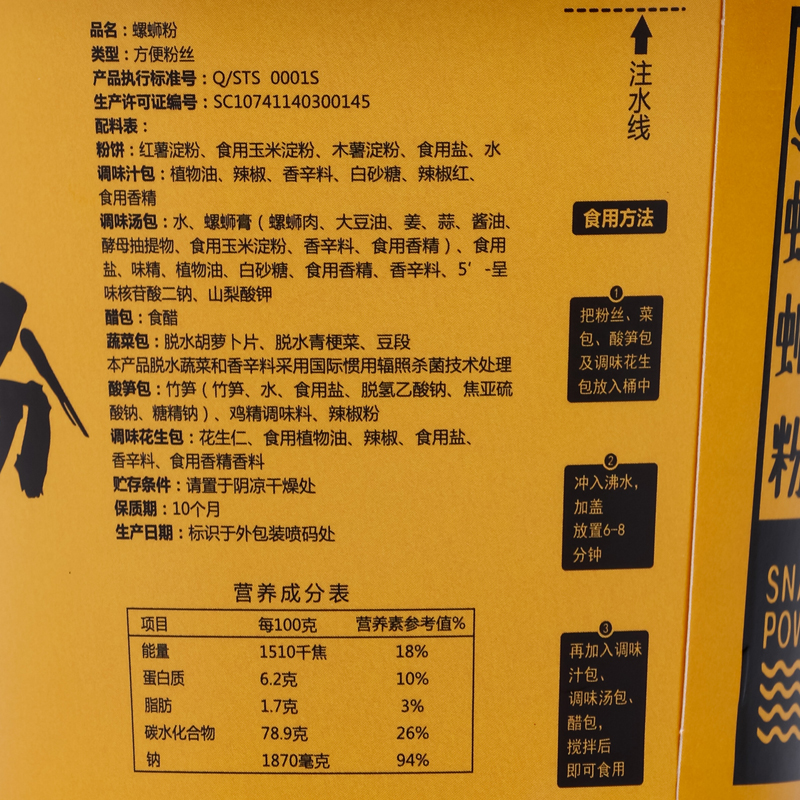 品名：螺蛳粉
类型：方便粉丝
产品执行标准号：Q/STS 0001S
生产许可证编号：SC10741140300145
配料表：
粉饼：红薯淀粉、食用玉米淀粉、木薯淀粉、食用盐、水
调味汁包：植物油、辣椒、香辛料、白砂糖、辣椒红、
食用香精
调味汤包：水、螺蛳膏（螺蛳肉、大豆油、姜、蒜、酱油、
酵母抽提物、食用玉米淀粉、香辛料、食用香精）、食用
盐、味精、植物油、白砂糖、食用香精、香辛料、5’-呈
味核苷酸二钠、山梨酸钾
醋包：食醋
蔬菜包：脱水胡萝卜片、脱水青梗菜、豆段
本产品脱水蔬菜和香辛料采用国际惯用辐照杀菌技术处理
酸笋包：竹笋（竹笋、水、食用盐、脱氢乙酸钠、焦亚硫
酸钠、糖精钠）、鸡精调味料、辣椒粉
调味花生包：花生仁、食用植物油、辣椒、食用盐、
香辛料、食用香精香料
贮存条件：请置于阴凉干燥处
保质期：10个月
生产日期：标识于外包装喷码处
营养成分表
项目 每100克 营养素参考值%
能量 1510千焦 18%
蛋白质 6.2克 10%
脂肪 1.7克 3%
碳水化合物 78.9克 26%
钠 1870毫克 94%
注水线
食用方法
1
把粉丝、菜
包、酸笋包
及调味花生
包放入桶中
2
冲入沸水，
加盖
放置6-8
分钟
3
再加入调味
汁包、
调味汤包、
醋包，
搅拌后
即可食用
粉